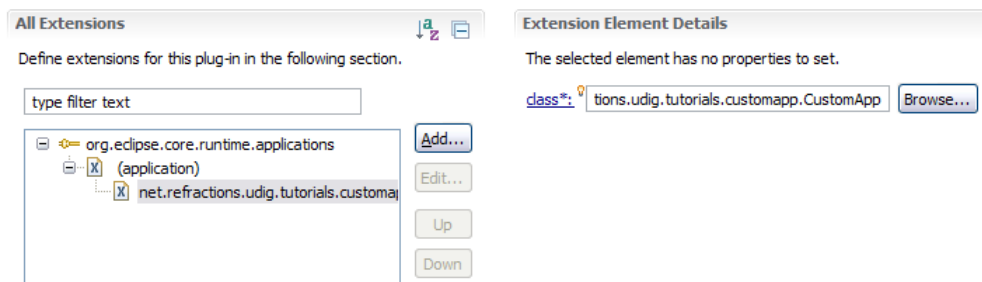 All Extensions
Define extensions for this plug-in in the following section.
type filter text
org.eclipse.core.runtime.applications
(application)
net.refractions.udig.tutorials.customa
Add...
Edit...
Up
Down
Extension Element Details
The selected element has no properties to set.
class*: tions.udig.tutorials.customapp.CustomApp Browse...